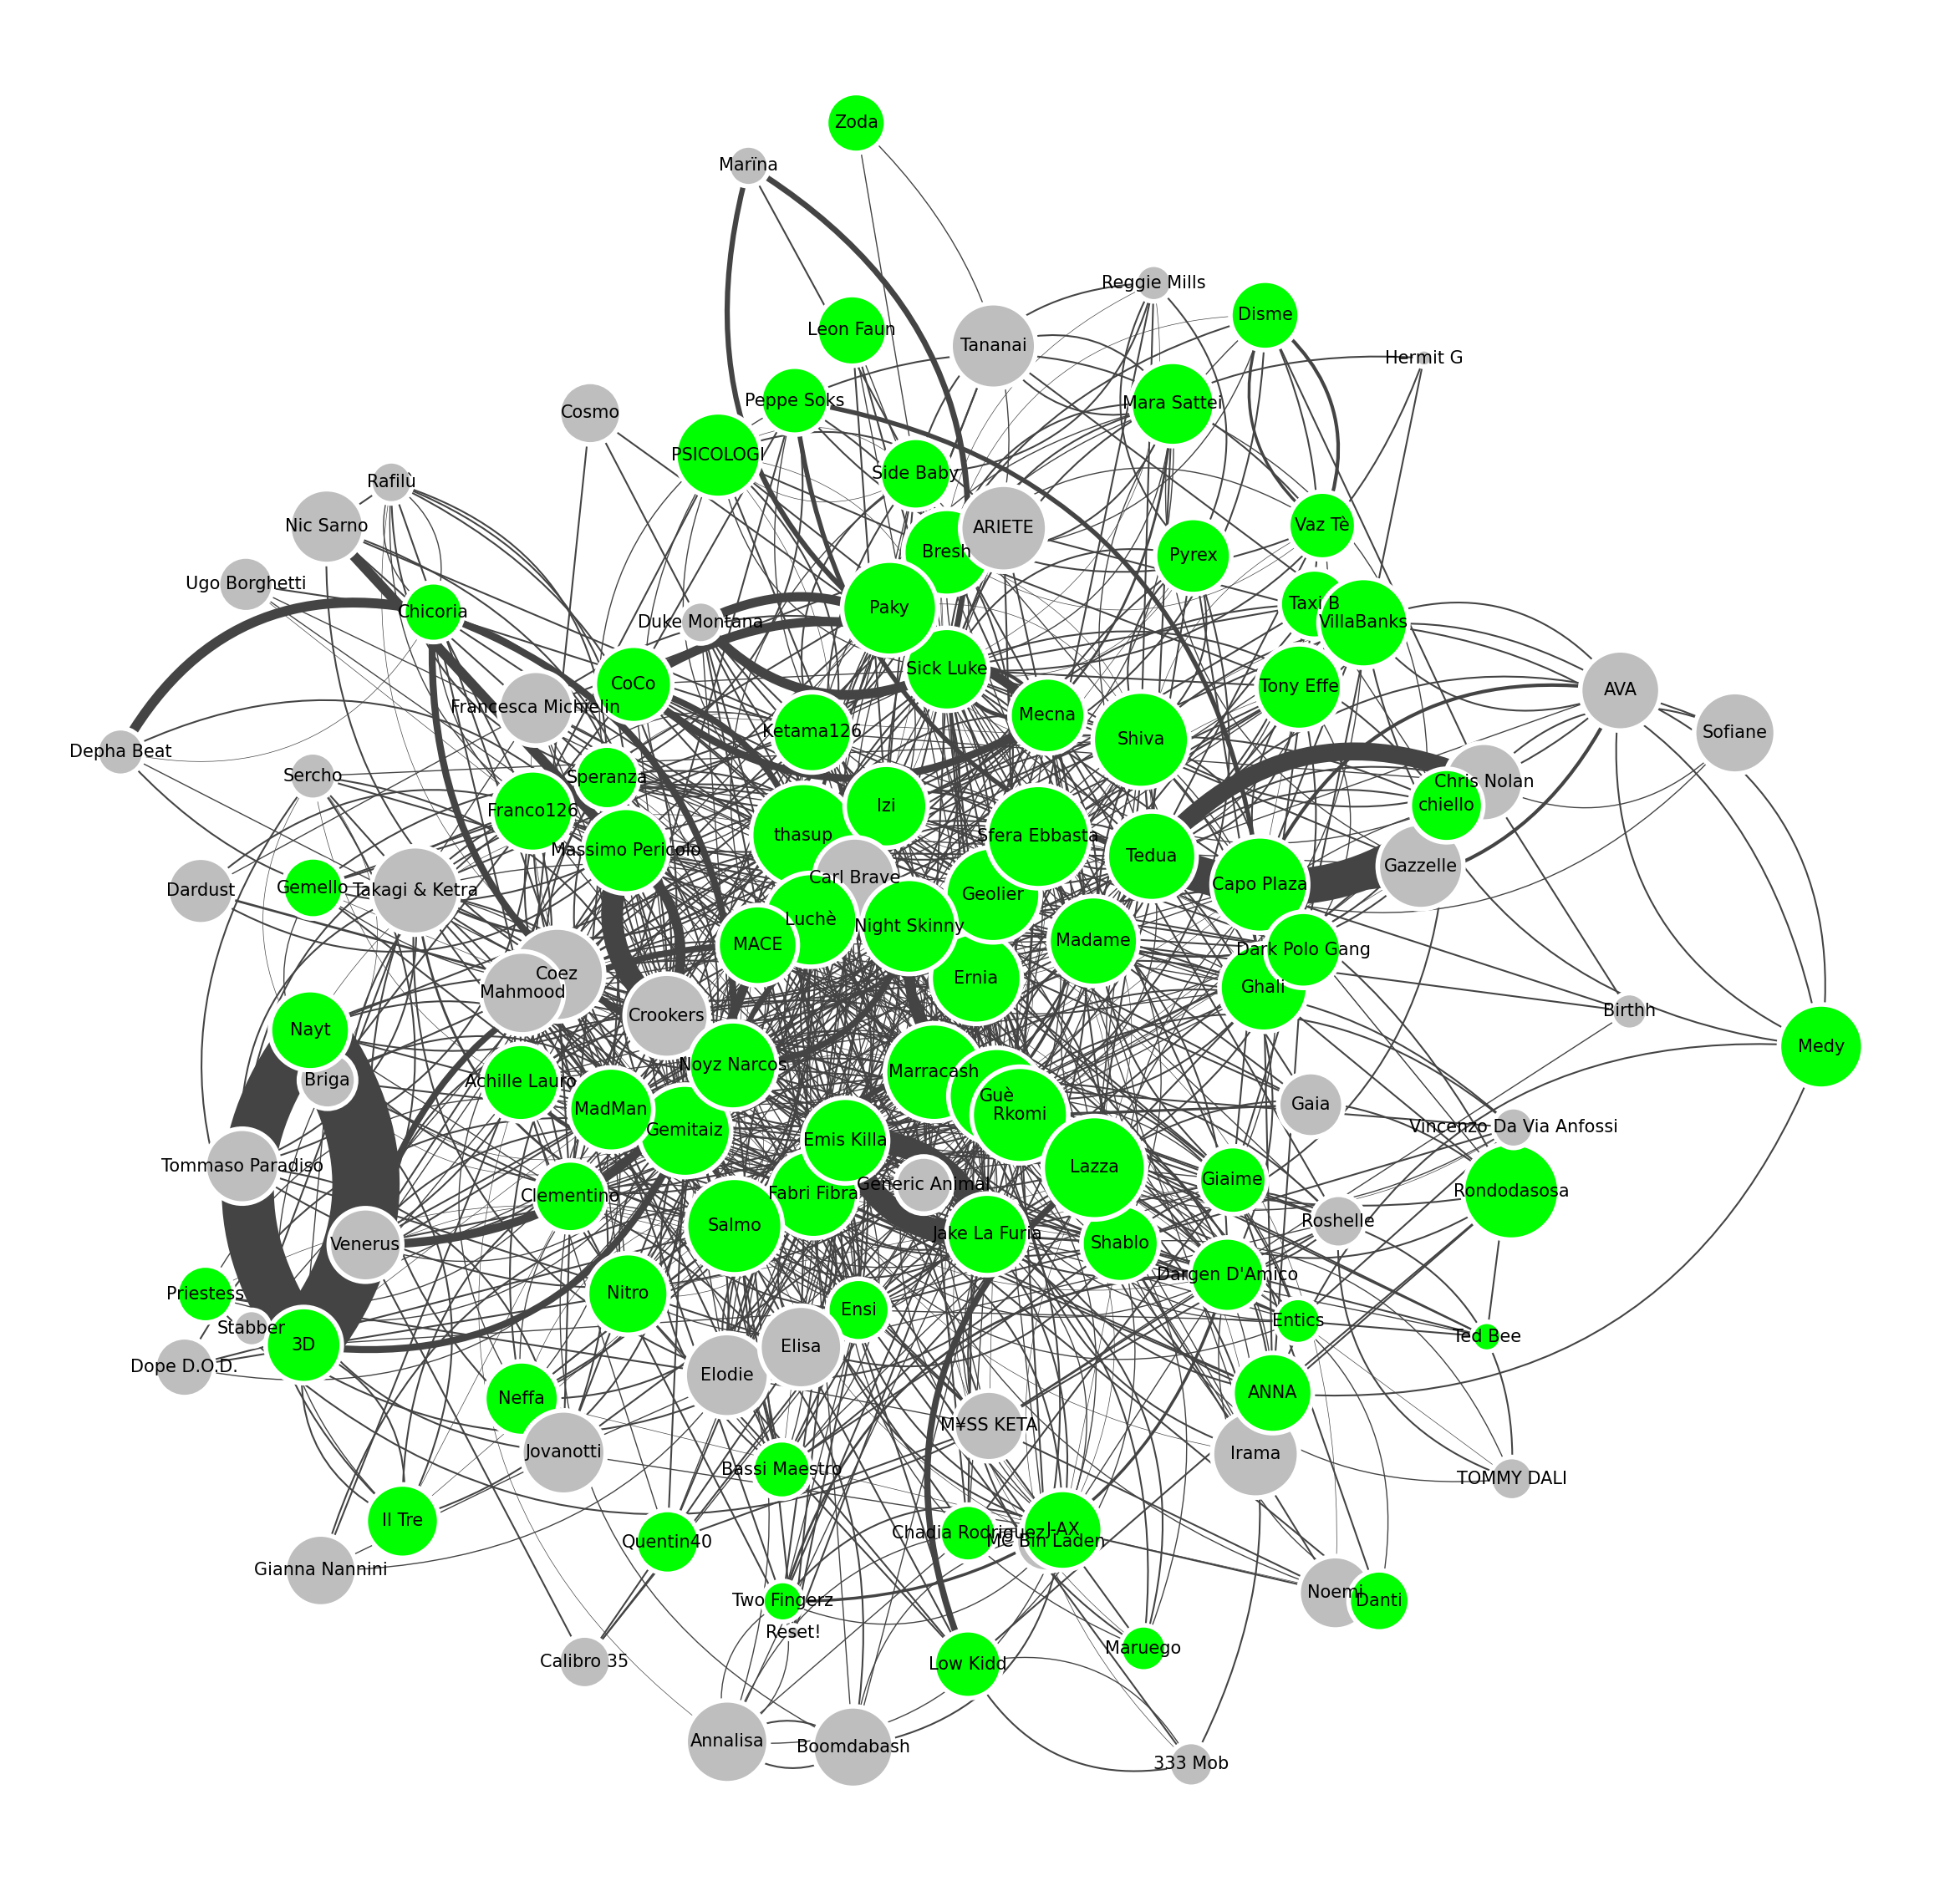 Zoda
Marïna
Reggie Mills
Disme
Leon Faun
Tananai
Hermit G
Peppe Soks
Mara Sattei
Cosmo
PSICOLOGI
Side Baby
Rafilù
Nic Sarno
ARIETE
Vaz Tè
Bresh
Pyrex
Ugo Borghetti
Chicoria
Paky
Taxi B
Duke Montana
VillaBanks
Sick Luke
CoCo
Tony Effe
AVA
Francesca Michielin
Mecna
Ketama126
Shiva
Sofiane
Depha Beat
Sercho
Speranza
Chris Nolan
Franco126
Izi
chiello
thasup
Sfera Ebbasta
Massimo Pericolo
Tedua
Gazzelle
Carl Brave
Capo Plaza
Dardust
Gemello
Takagi & Ketra
Geolier
Luchè
Night Skinny
MACE
Madame
Dark Polo Gang
Coez
Ernia
Ghali
Mahmood
Birthh
Crookers
Nayt
Medy
Noyz Narcos
Marracash
Briga
Achille Lauro
Guè
Gaia
MadMan
Rkomi
Gemitaiz
Emis Killa
Vincenzo Da Via Anfossi
Tommaso Paradiso
Lazza
Generic Animal
Giaime
Clementino
Fabri Fibra
Rondodasosa
Salmo
Jake La Furia
Roshelle
Venerus
Shablo
Dargen D'Amico
Priestess
Nitro
Ensi
Entics
Stabber
Ted Bee
3D
Elisa
Dope D.O.D.
Elodie
ANNA
Neffa
M¥SS KETA
Jovanotti
Irama
Bassi Maestro
TOMMY DALI
Il Tre
Chadia Rodriguez
J-AX
Quentin40
MC Bin Laden
Gianna Nannini
Noemi
Danti
Two Fingerz
Reset!
Maruego
Calibro 35
Low Kidd
Annalisa
Boomdabash
333 Mob